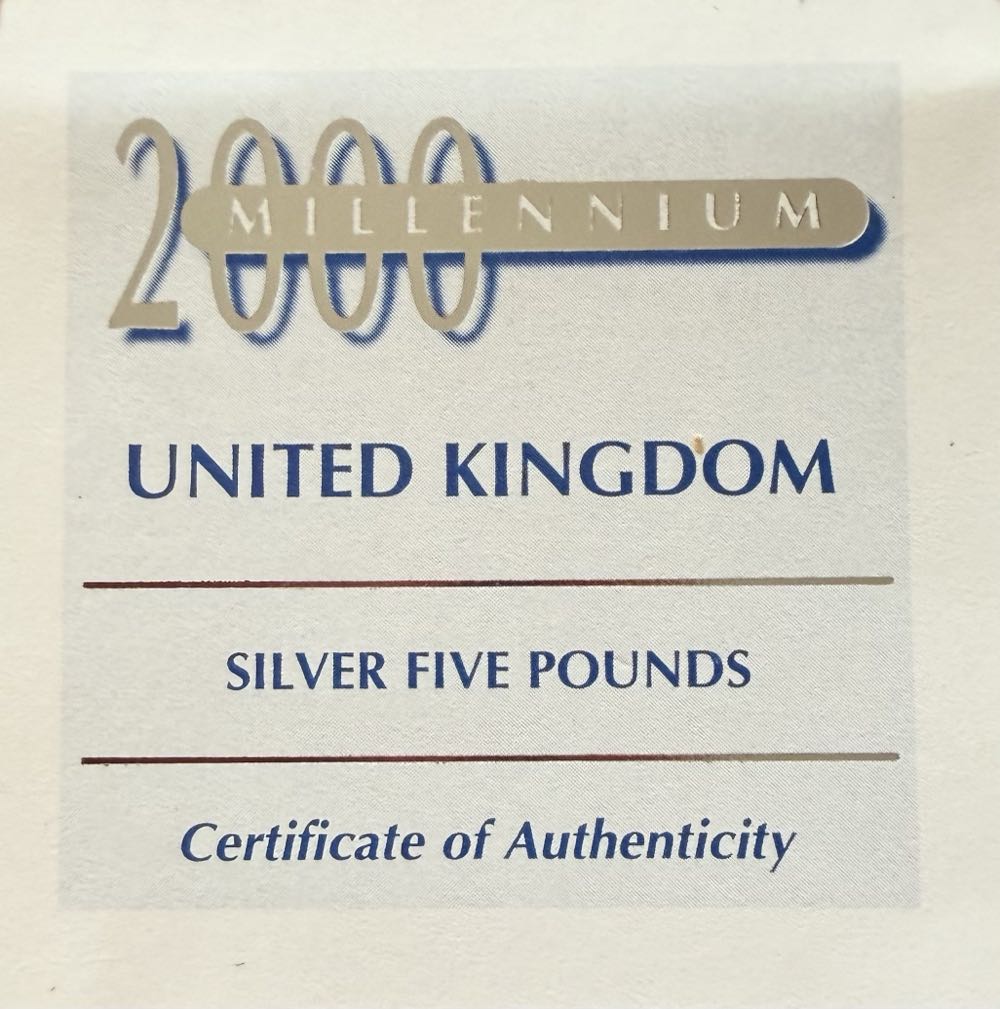 2000
MILLENNIUM
UNITED KINGDOM
SILVER FIVE POUNDS
Certificate of Authenticity